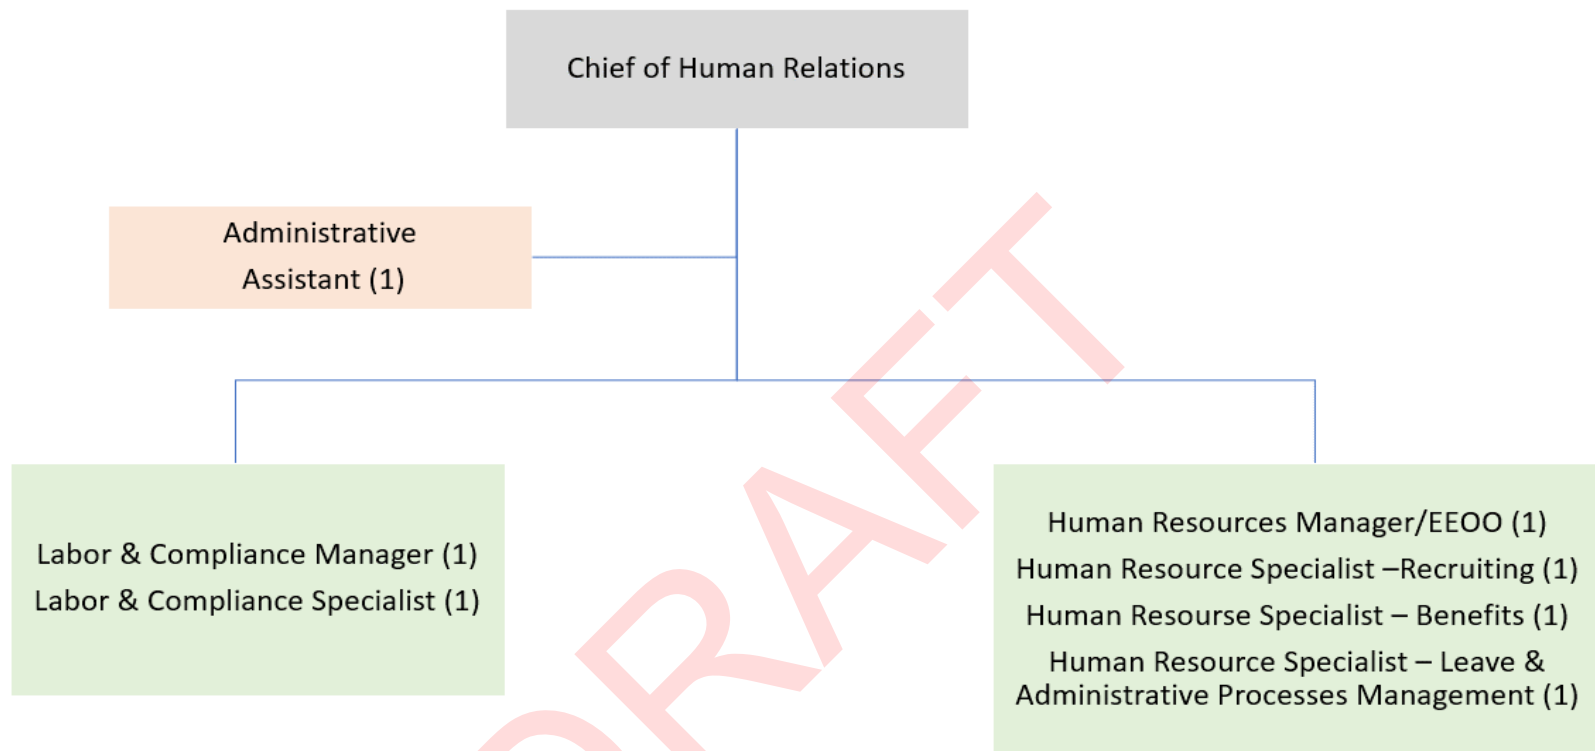 Chief of Human Relations
Administrative
Assistant (1)
Labor & Compliance Manager (1)
Labor & Compliance Specialist (1)
Human Resources Manager/EEOO (1)
Human Resource Specialist –Recruiting (1)
Human Resourse Specialist – Benefits (1)
Human Resource Specialist – Leave &
Administrative Processes Management (1)
DRAFT